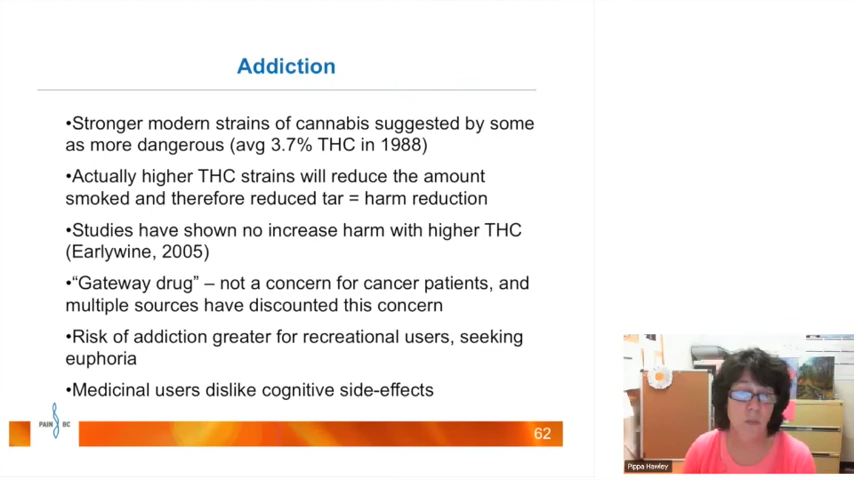 Addiction
•Stronger modern strains of cannabis suggested by some
as more dangerous (avg 3.7% THC in 1988)
•Actually higher THC strains will reduce the amount
smoked and therefore reduced tar = harm reduction
•Studies have shown no increase harm with higher THC
(Earlywine, 2005)
•“Gateway drug” – not a concern for cancer patients, and
multiple sources have discounted this concern
•Risk of addiction greater for recreational users, seeking
euphoria
•Medicinal users dislike cognitive side-effects
PAIN BC
62
Pippa Hawley